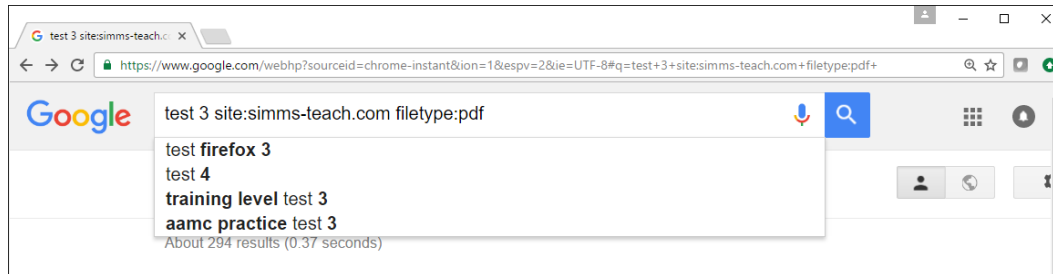 test 3 site:simms-teach.c
https://www.google.com/webhp?sourceid=chrome-instant&ion=1&espv=2&ie=UTF-8#q=test+3+site:simms-teach.com+filetype:pdf+
Google
test 3 site:simms-teach.com filetype:pdf
test firefox 3
test 4
training level test 3
aamc practice test 3
About 294 results (0.37 seconds)